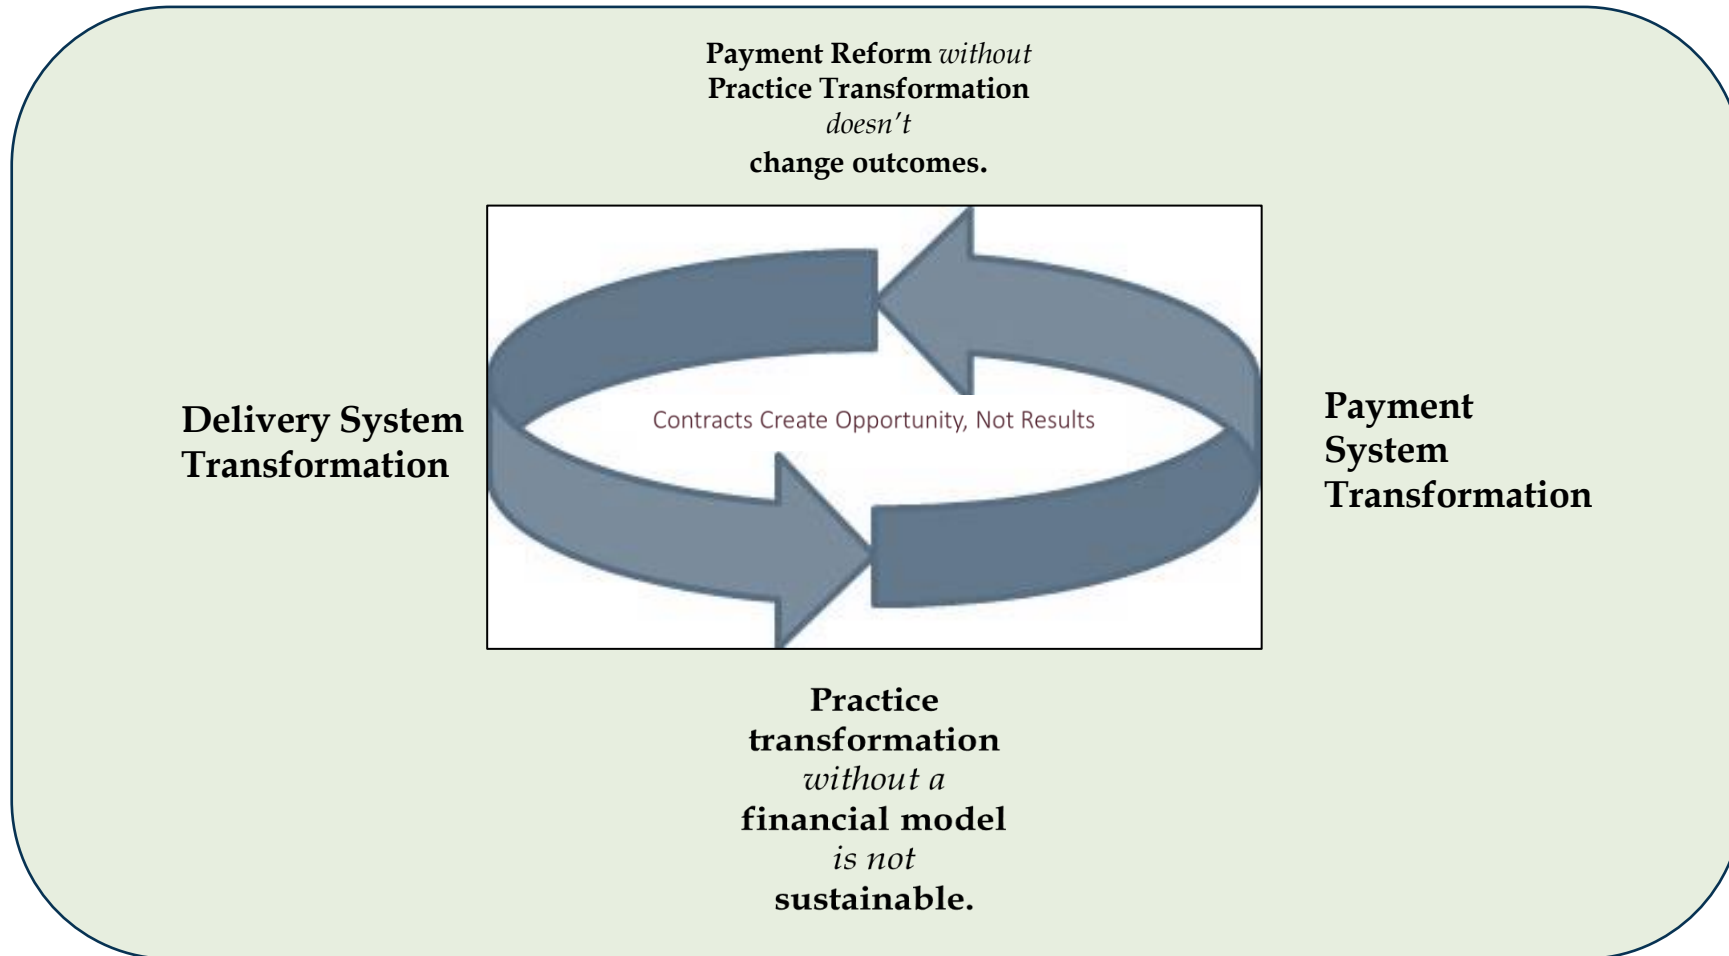 Payment Reform without
Practice Transformation
doesn't
change outcomes.
Delivery System
Transformation
Contracts Create Opportunity, Not Results
Payment
System
Transformation
Practice
transformation
without a
financial model
is not
sustainable.